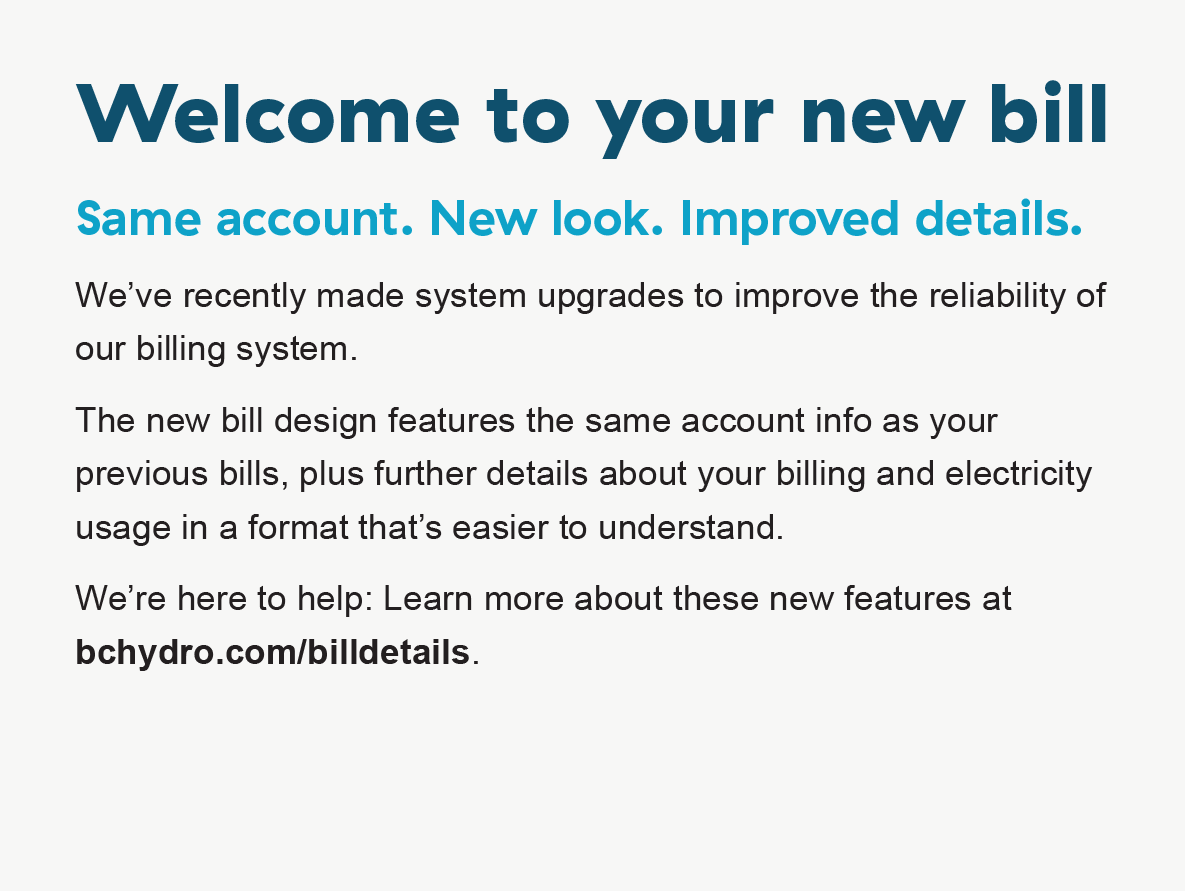 Welcome to your new bill
Same account. New look. Improved details.
We’ve recently made system upgrades to improve the reliability of
our billing system.
The new bill design features the same account info as your
previous bills, plus further details about your billing and electricity
usage in a format that’s easier to understand.
We’re here to help: Learn more about these new features at
bchydro.com/billdetails.